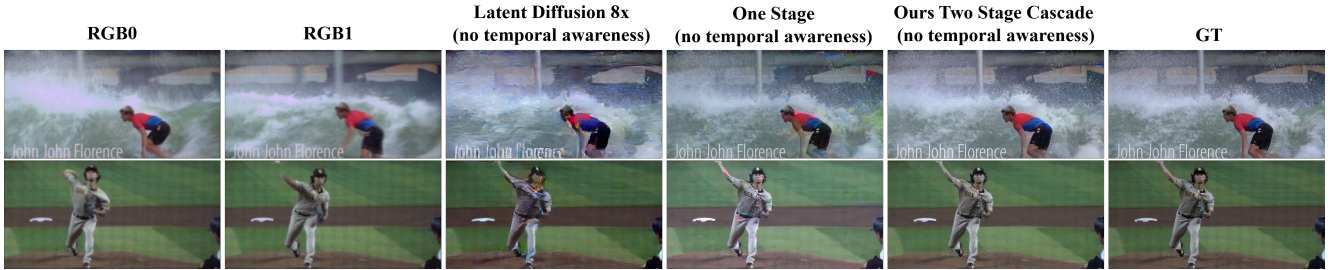 RGB0
RGB1
Latent Diffusion 8x
(no temporal awareness)
One Stage
(no temporal awareness)
Ours Two Stage Cascade
(no temporal awareness)
GT
John John Florence
John John Florence
John John Florence
John John Florence
John John Florence
John John Florence